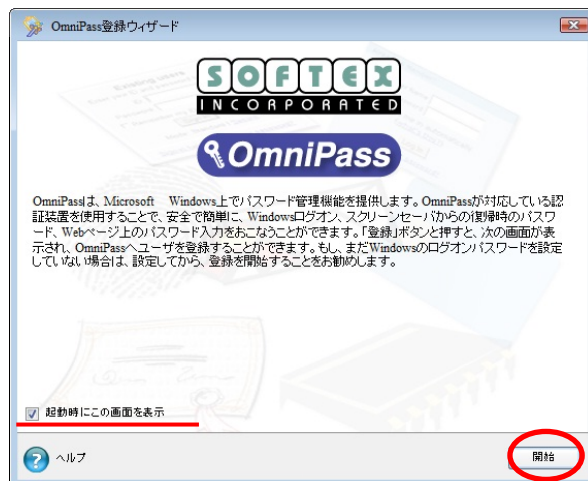 OmniPass登録ウィザード
SOFTEX
INCORPORATED
OmniPass
OmniPassは、Microsoft　Windows上でパスワード管理機能を提供します。OmniPassが対応している認
証装置を使用することで、安全で簡単に、Windowsログオン、スクリーンセーバからの復帰時のパスワ
ード、Webページ上のパスワード入力をおこなうことができます。「登録」ボタンと押すと、次の画面が表
示され、OmniPassへユーザを登録することができます。もし、まだWindowsのログオンパスワードを設定
していない場合は、設定してから、登録を開始することをお勧めします。
起動時にこの画面を表示
ヘルプ
開始